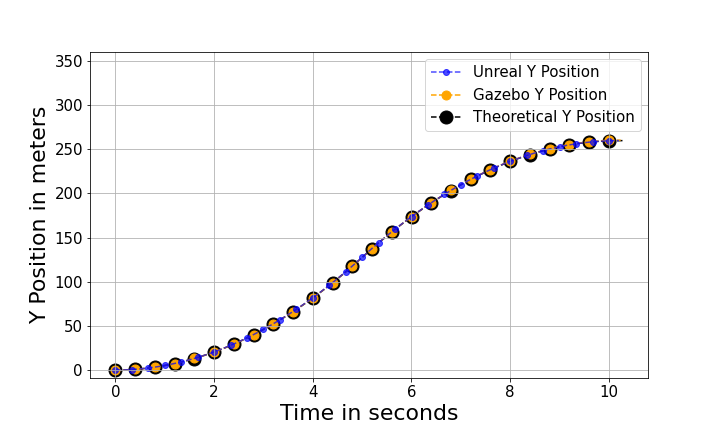 350
300
250
200
150
100
50
0
Y Position in meters
Unreal Y Position
Gazebo Y Position
Theoretical Y Position
0 2 4 6 8 10
Time in seconds